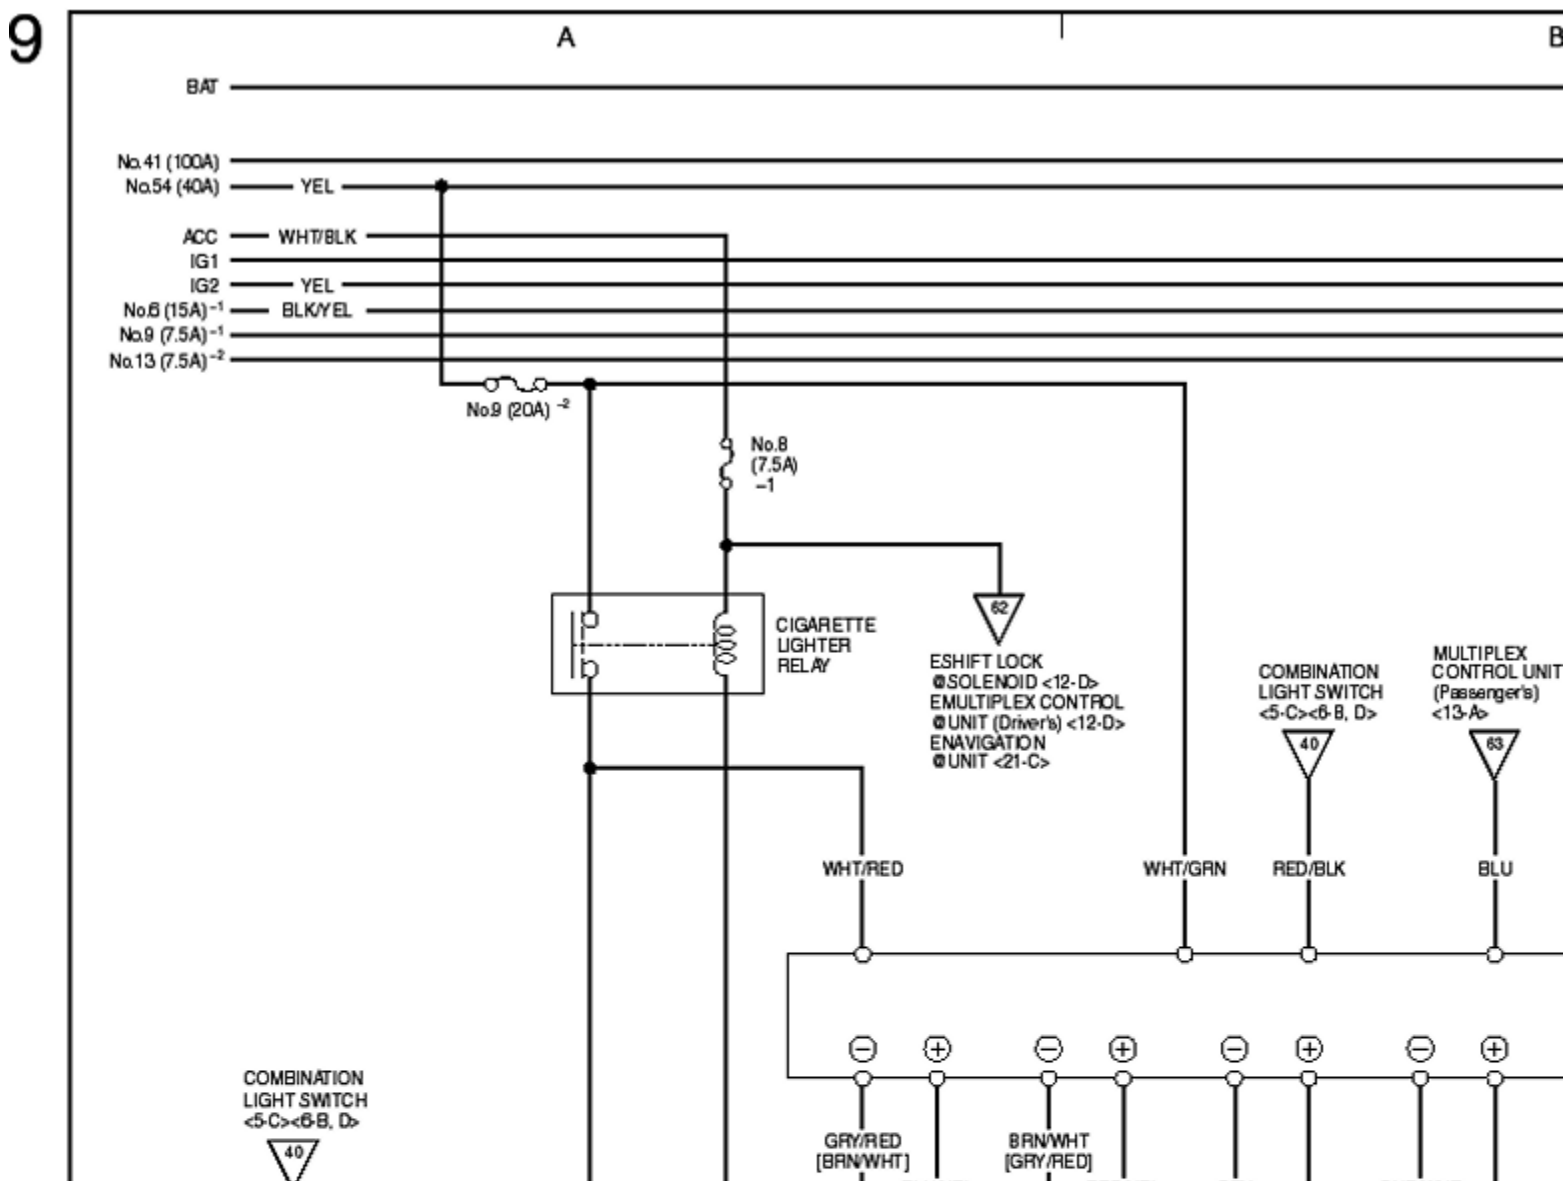 9
A
B
BAT
No.41 (100A)
No.54 (40A)
YEL
ACC
WHT/BLK
IG1
IG2
YEL
No.6 (15A) –1
BLK/YEL
No.9 (7.5A) –1
No.13 (7.5A) –2
No.9 (20A) –2
No.8
(7.5A)
–1
CIGARETTE
LIGHTER
RELAY
62
ESHIFT LOCK
@SOLENOID <12-D>
EMULTIPLEX CONTROL
@UNIT (Driver's) <12-D>
ENAVIGATION
@UNIT <21-C>
COMBINATION
LIGHT SWITCH
<5-C><6-B, D>
40
MULTIPLEX
CONTROL UNIT
(Passenger's)
<13-A>
63
WHT/RED
WHT/GRN
RED/BLK
BLU
− + − + − + − +
COMBINATION
LIGHT SWITCH
<5-C><6-B, D>
40
GRY/RED
[BRN/WHT]
BRN/WHT
[GRY/RED]